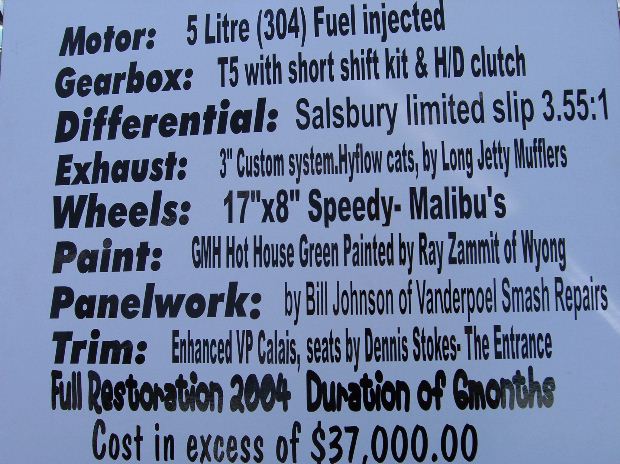 Motor: 5 Litre (304) Fuel injected
Gearbox: T5 with short shift kit & H/D clutch
Differential: Salsbury limited slip 3.55:1
Exhaust: 3" Custom system.Hyflow cats, by Long Jetty Mufflers
Wheels: 17"x8" Speedy- Malibu's
Paint: GMH Hot House Green Painted by Ray Zammit of Wyong
Panelwork: by Bill Johnson of Vanderpoel Smash Repairs
Trim: Enhanced VP Calais, seats by Dennis Stokes- The Entrance
Full Restoration 2004 Duration of 6months
Cost in excess of $37,000.00